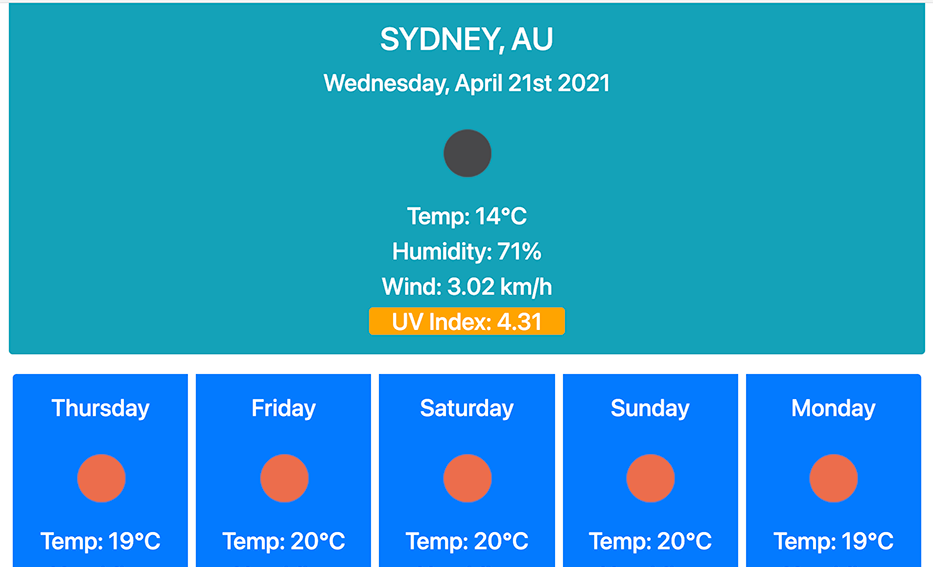 SYDNEY, AU
Wednesday, April 21st 2021
Temp: 14°C
Humidity: 71%
Wind: 3.02 km/h
UV Index: 4.31
Thursday
Friday
Saturday
Sunday
Monday
Temp: 19°C
Temp: 20°C
Temp: 20°C
Temp: 20°C
Temp: 19°C